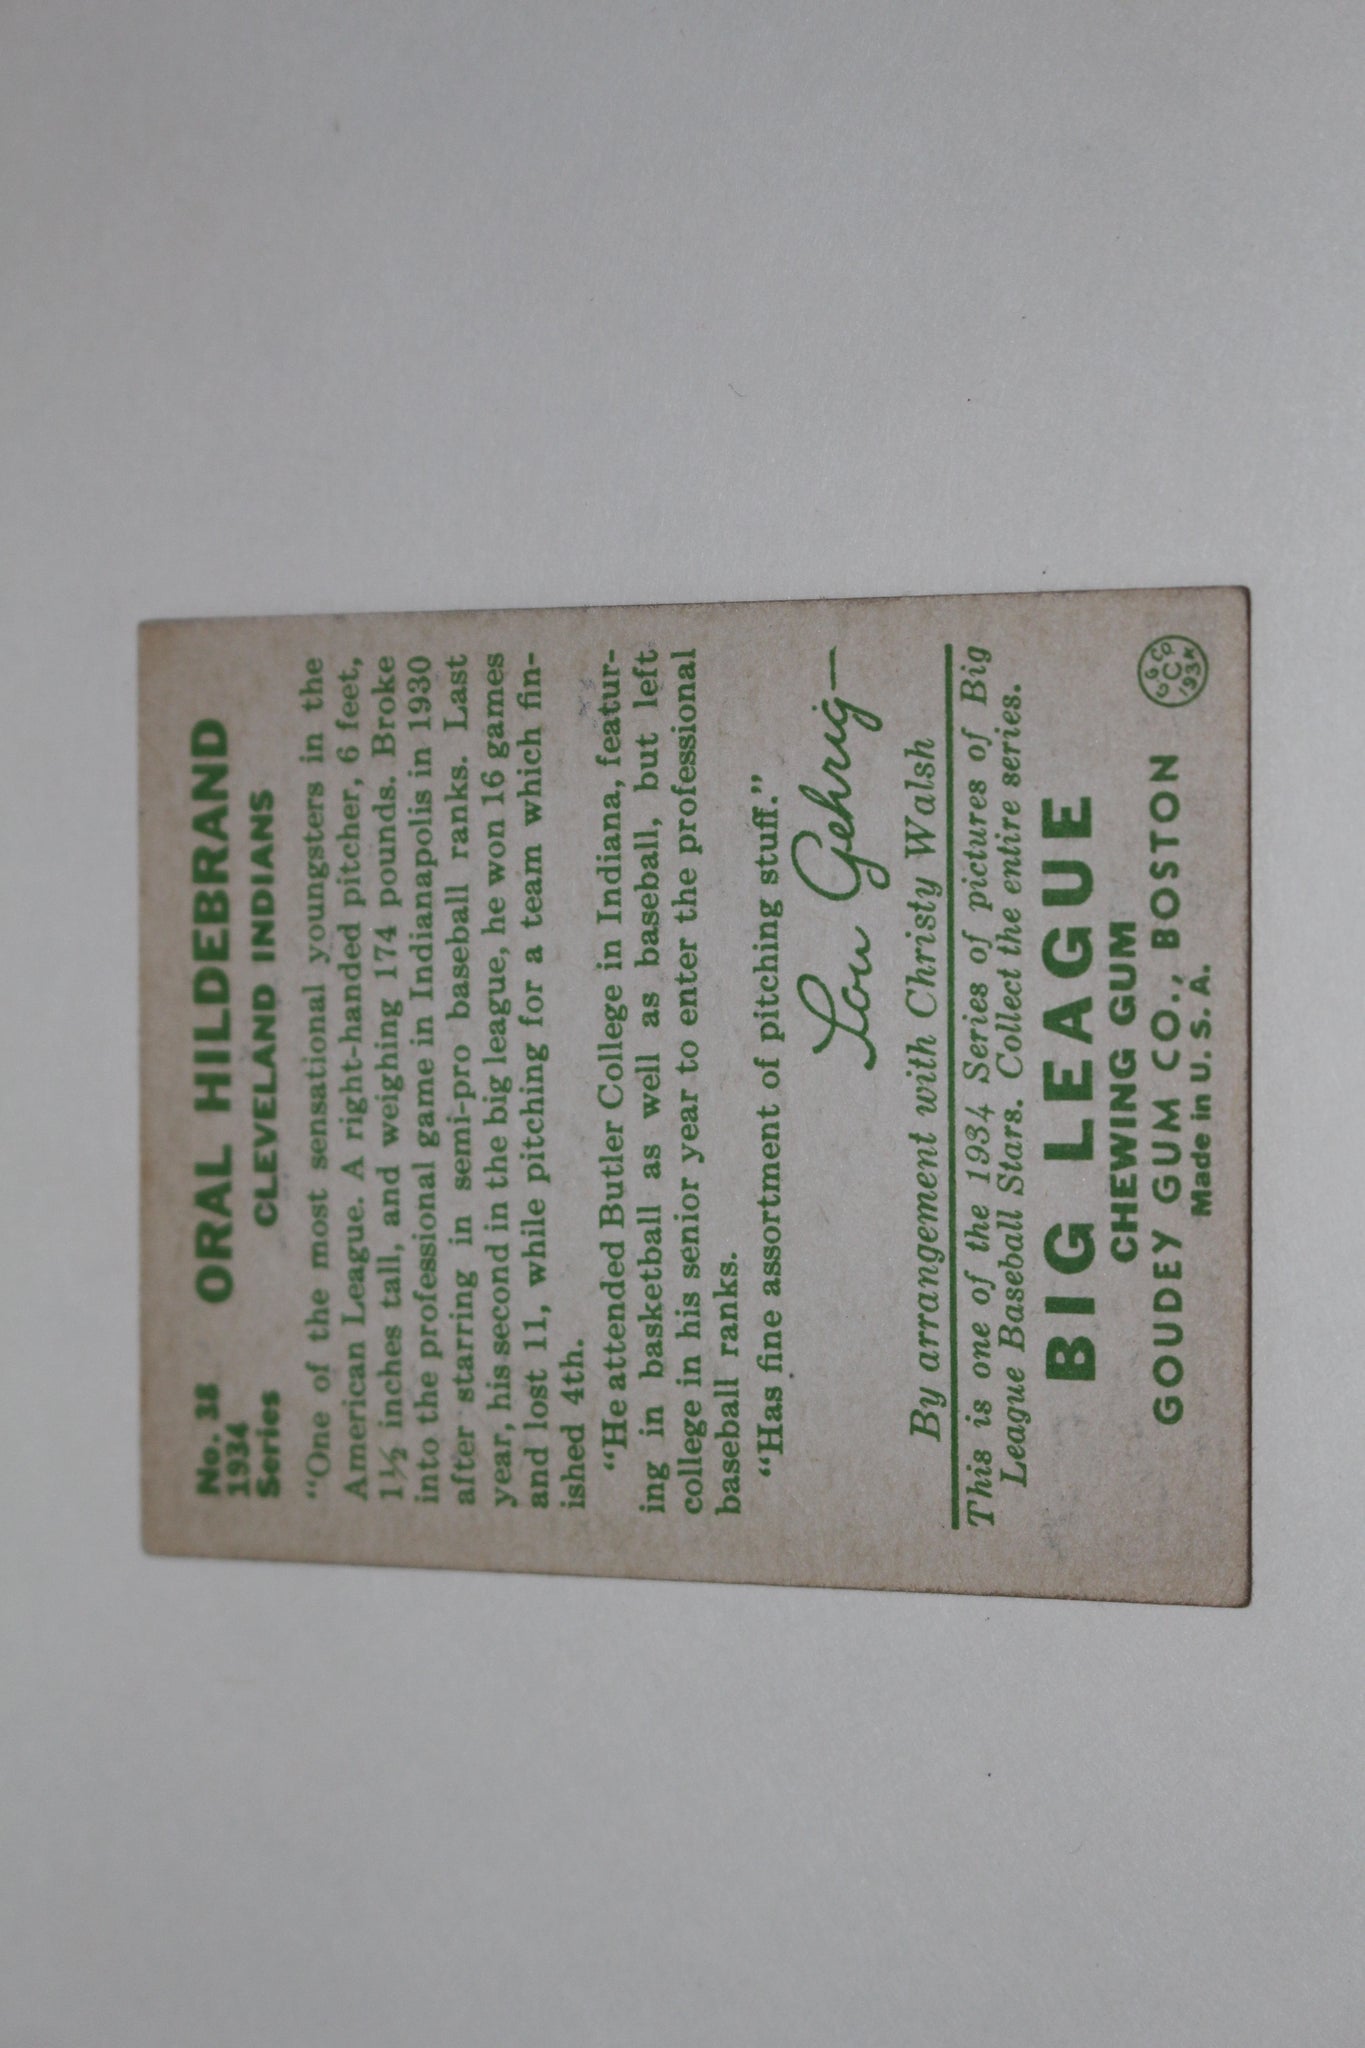 No. 38
1934
Series
ORAL HILDEBRAND
CLEVELAND INDIANS
"One of the most sensational youngsters in the
American League. A right-handed pitcher, 6 feet,
1½ inches tall, and weighing 174 pounds. Broke
into the professional game in Indianapolis in 1930
after starring in semi-pro baseball ranks. Last
year, his second in the big league, he won 16 games
and lost 11, while pitching for a team which fin-
ished 4th.
"He attended Butler College in Indiana, featur-
ing in basketball as well as baseball, but left
college in his senior year to enter the professional
baseball ranks.
"Has fine assortment of pitching stuff."
Lou Gehrig
By arrangement with Christy Walsh
This is one of the 1934 Series of pictures of Big
League Baseball Stars. Collect the entire series.
BIG LEAGUE
CHEWING GUM
GOUDEY GUM CO., BOSTON
Made in U. S. A.